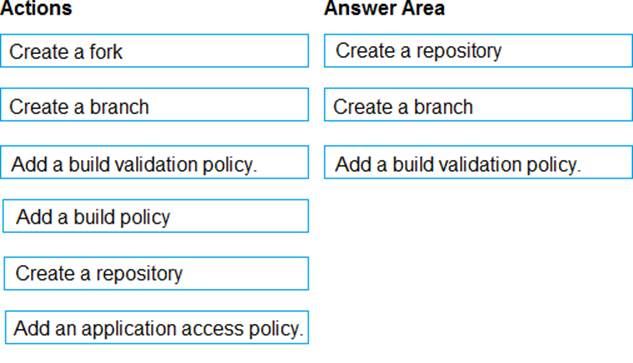 Actions
Answer Area
Create a fork
Create a repository
Create a branch
Create a branch
Add a build validation policy.
Add a build validation policy.
Add a build policy
Create a repository
Add an application access policy.